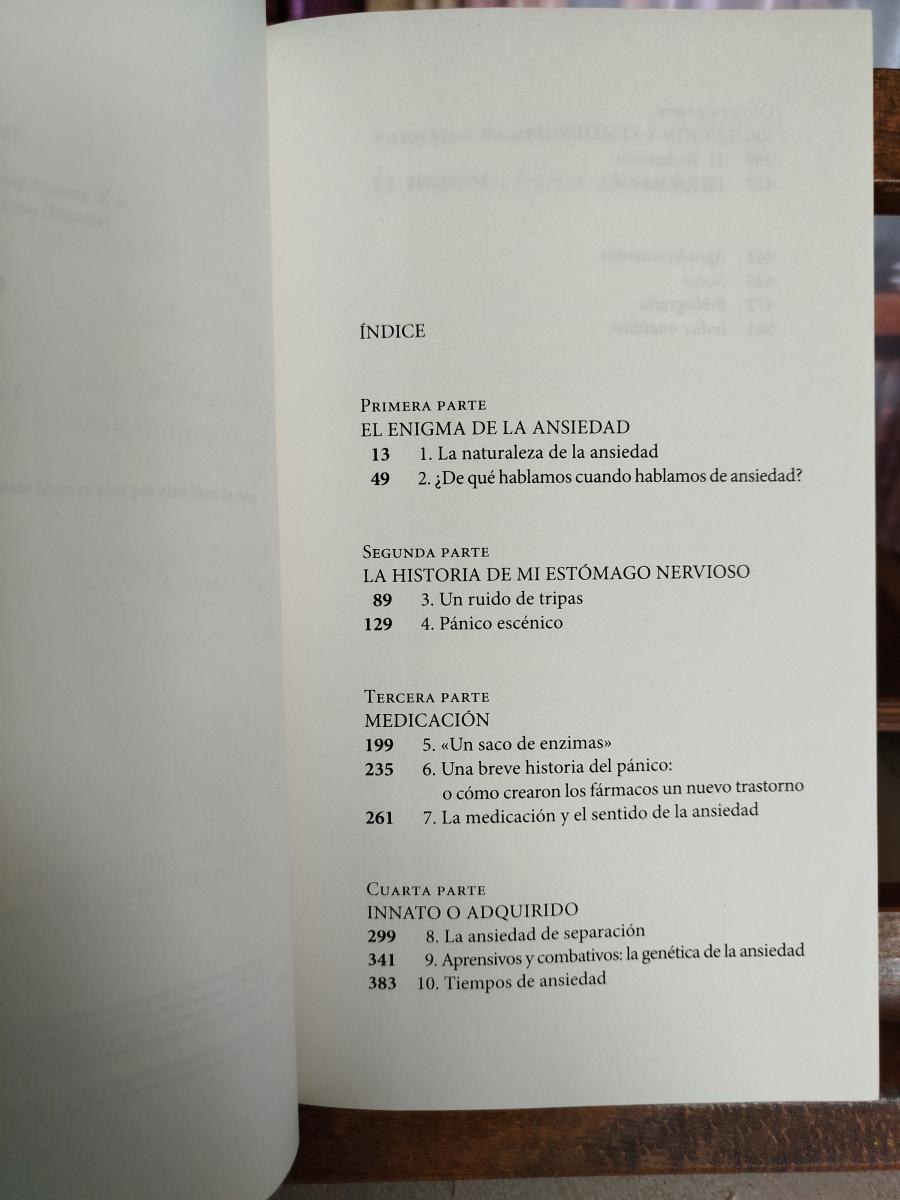 ÍNDICE
PRIMERA PARTE
EL ENIGMA DE LA ANSIEDAD
13 1. La naturaleza de la ansiedad
49 2. ¿De qué hablamos cuando hablamos de ansiedad?
SEGUNDA PARTE
LA HISTORIA DE MI ESTÓMAGO NERVIOSO
89 3. Un ruido de tripas
129 4. Pánico escénico
TERCERA PARTE
MEDICACIÓN
199 5. «Un saco de enzimas»
235 6. Una breve historia del pánico:
o cómo crearon los fármacos un nuevo trastorno
261 7. La medicación y el sentido de la ansiedad
CUARTA PARTE
INNATO O ADQUIRIDO
299 8. La ansiedad de separación
341 9. Aprensivos y combativos: la genética de la ansiedad
383 10. Tiempos de ansiedad